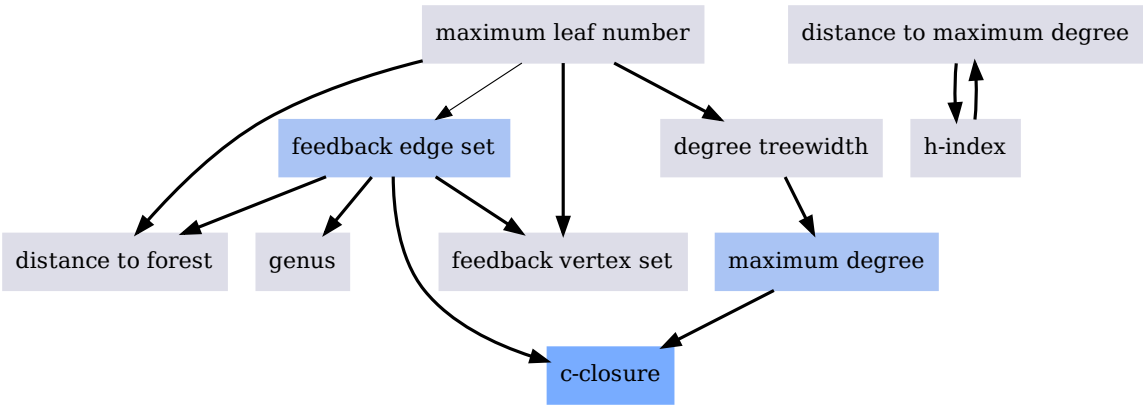 maximum leaf number
distance to maximum degree
feedback edge set
degree treewidth
h-index
distance to forest
genus
feedback vertex set
maximum degree
c-closure